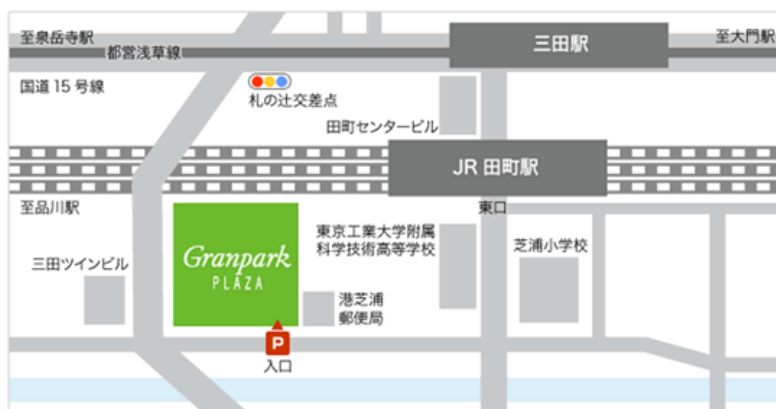 至泉岳寺駅
三田駅
至大門駅
都営浅草線
国道15号線
札の辻交差点
田町センタービル
JR 田町駅
至品川駅
東口
東京工業大学附属
科学技術高等学校
芝浦小学校
Granpark
PLAZA
三田ツインビル
港芝浦
郵便局
P
入口